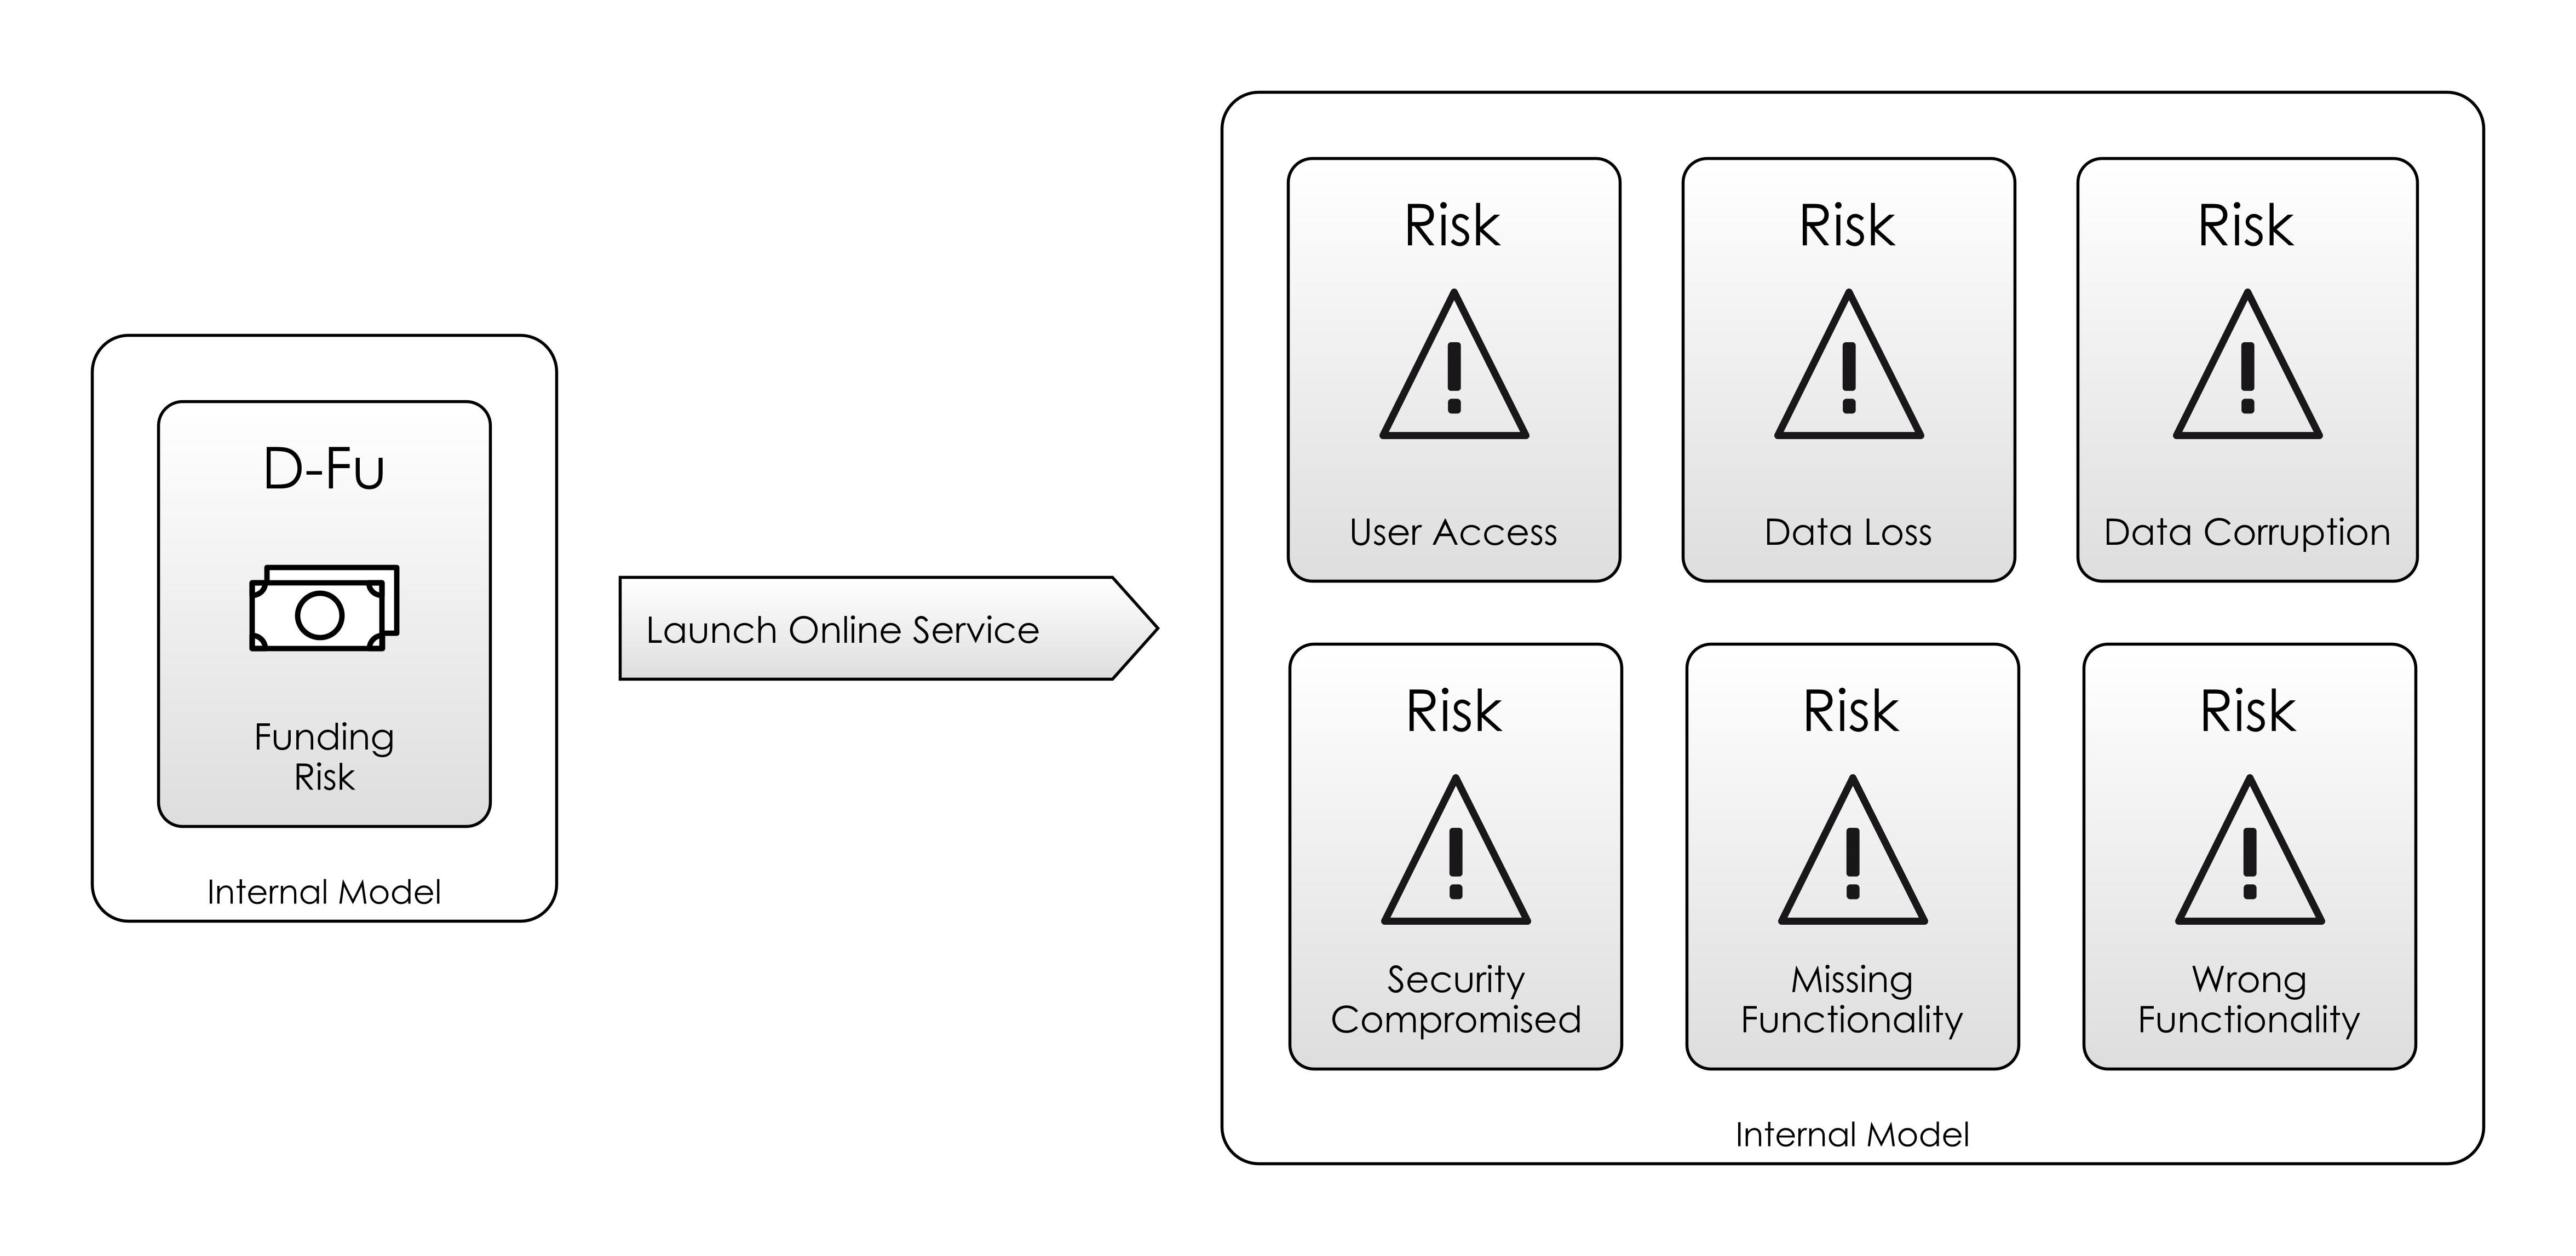 D-Fu
Funding
Risk
Internal Model
Launch Online Service
Risk
User Access
Risk
Data Loss
Risk
Data Corruption
Risk
Security
Compromised
Risk
Missing
Functionality
Risk
Wrong
Functionality
Internal Model